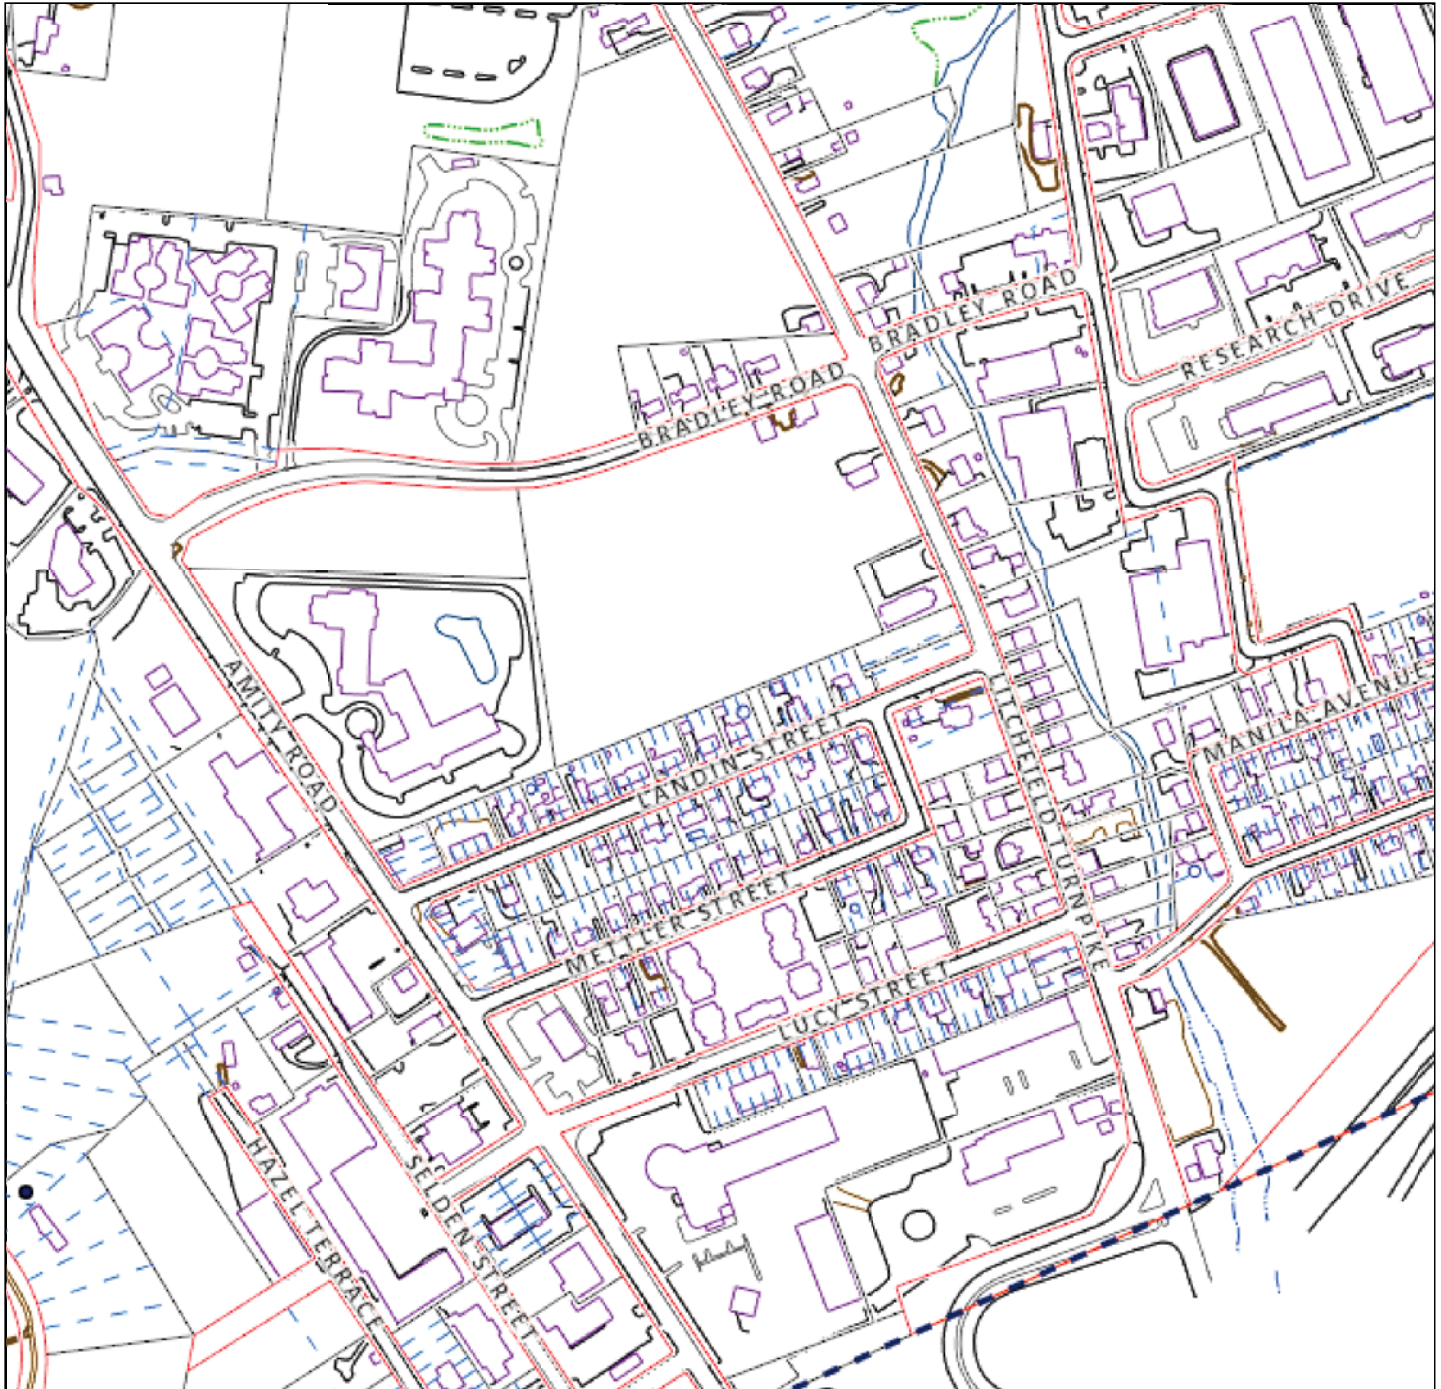 BRADLEY ROAD
RESEARCH DRIVE
BRADLEY ROAD
AMITY ROAD
LANDIN STREET
LITCHFIELD TURNPIKE
MANILA AVENUE
METTLER STREET
LUCY STREET
HAZEL TERRACE
SELDEN STREET